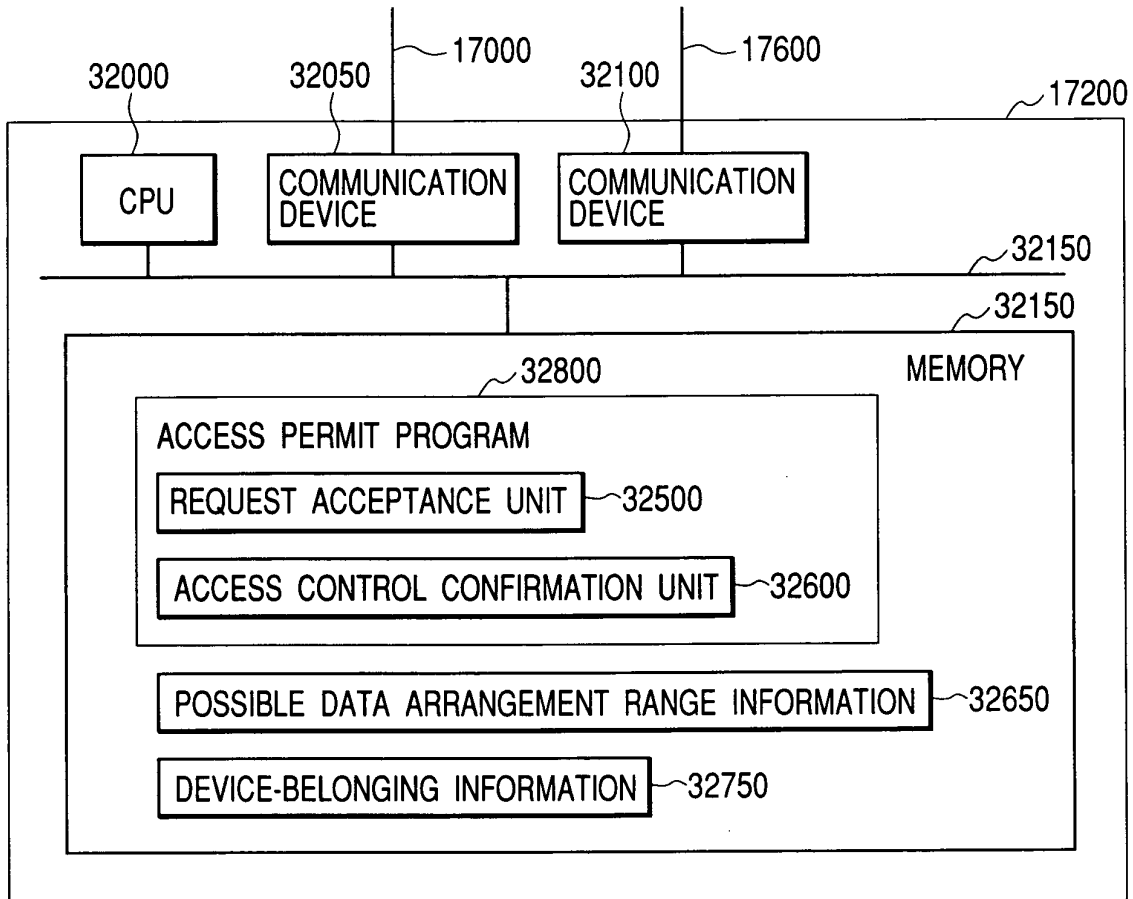 17000
17600
32000
32050
32100
17200
CPU
COMMUNICATION
DEVICE
COMMUNICATION
DEVICE
32150
32150
MEMORY
32800
ACCESS PERMIT PROGRAM
REQUEST ACCEPTANCE UNIT
32500
ACCESS CONTROL CONFIRMATION UNIT
32600
POSSIBLE DATA ARRANGEMENT RANGE INFORMATION
32650
DEVICE-BELONGING INFORMATION
32750